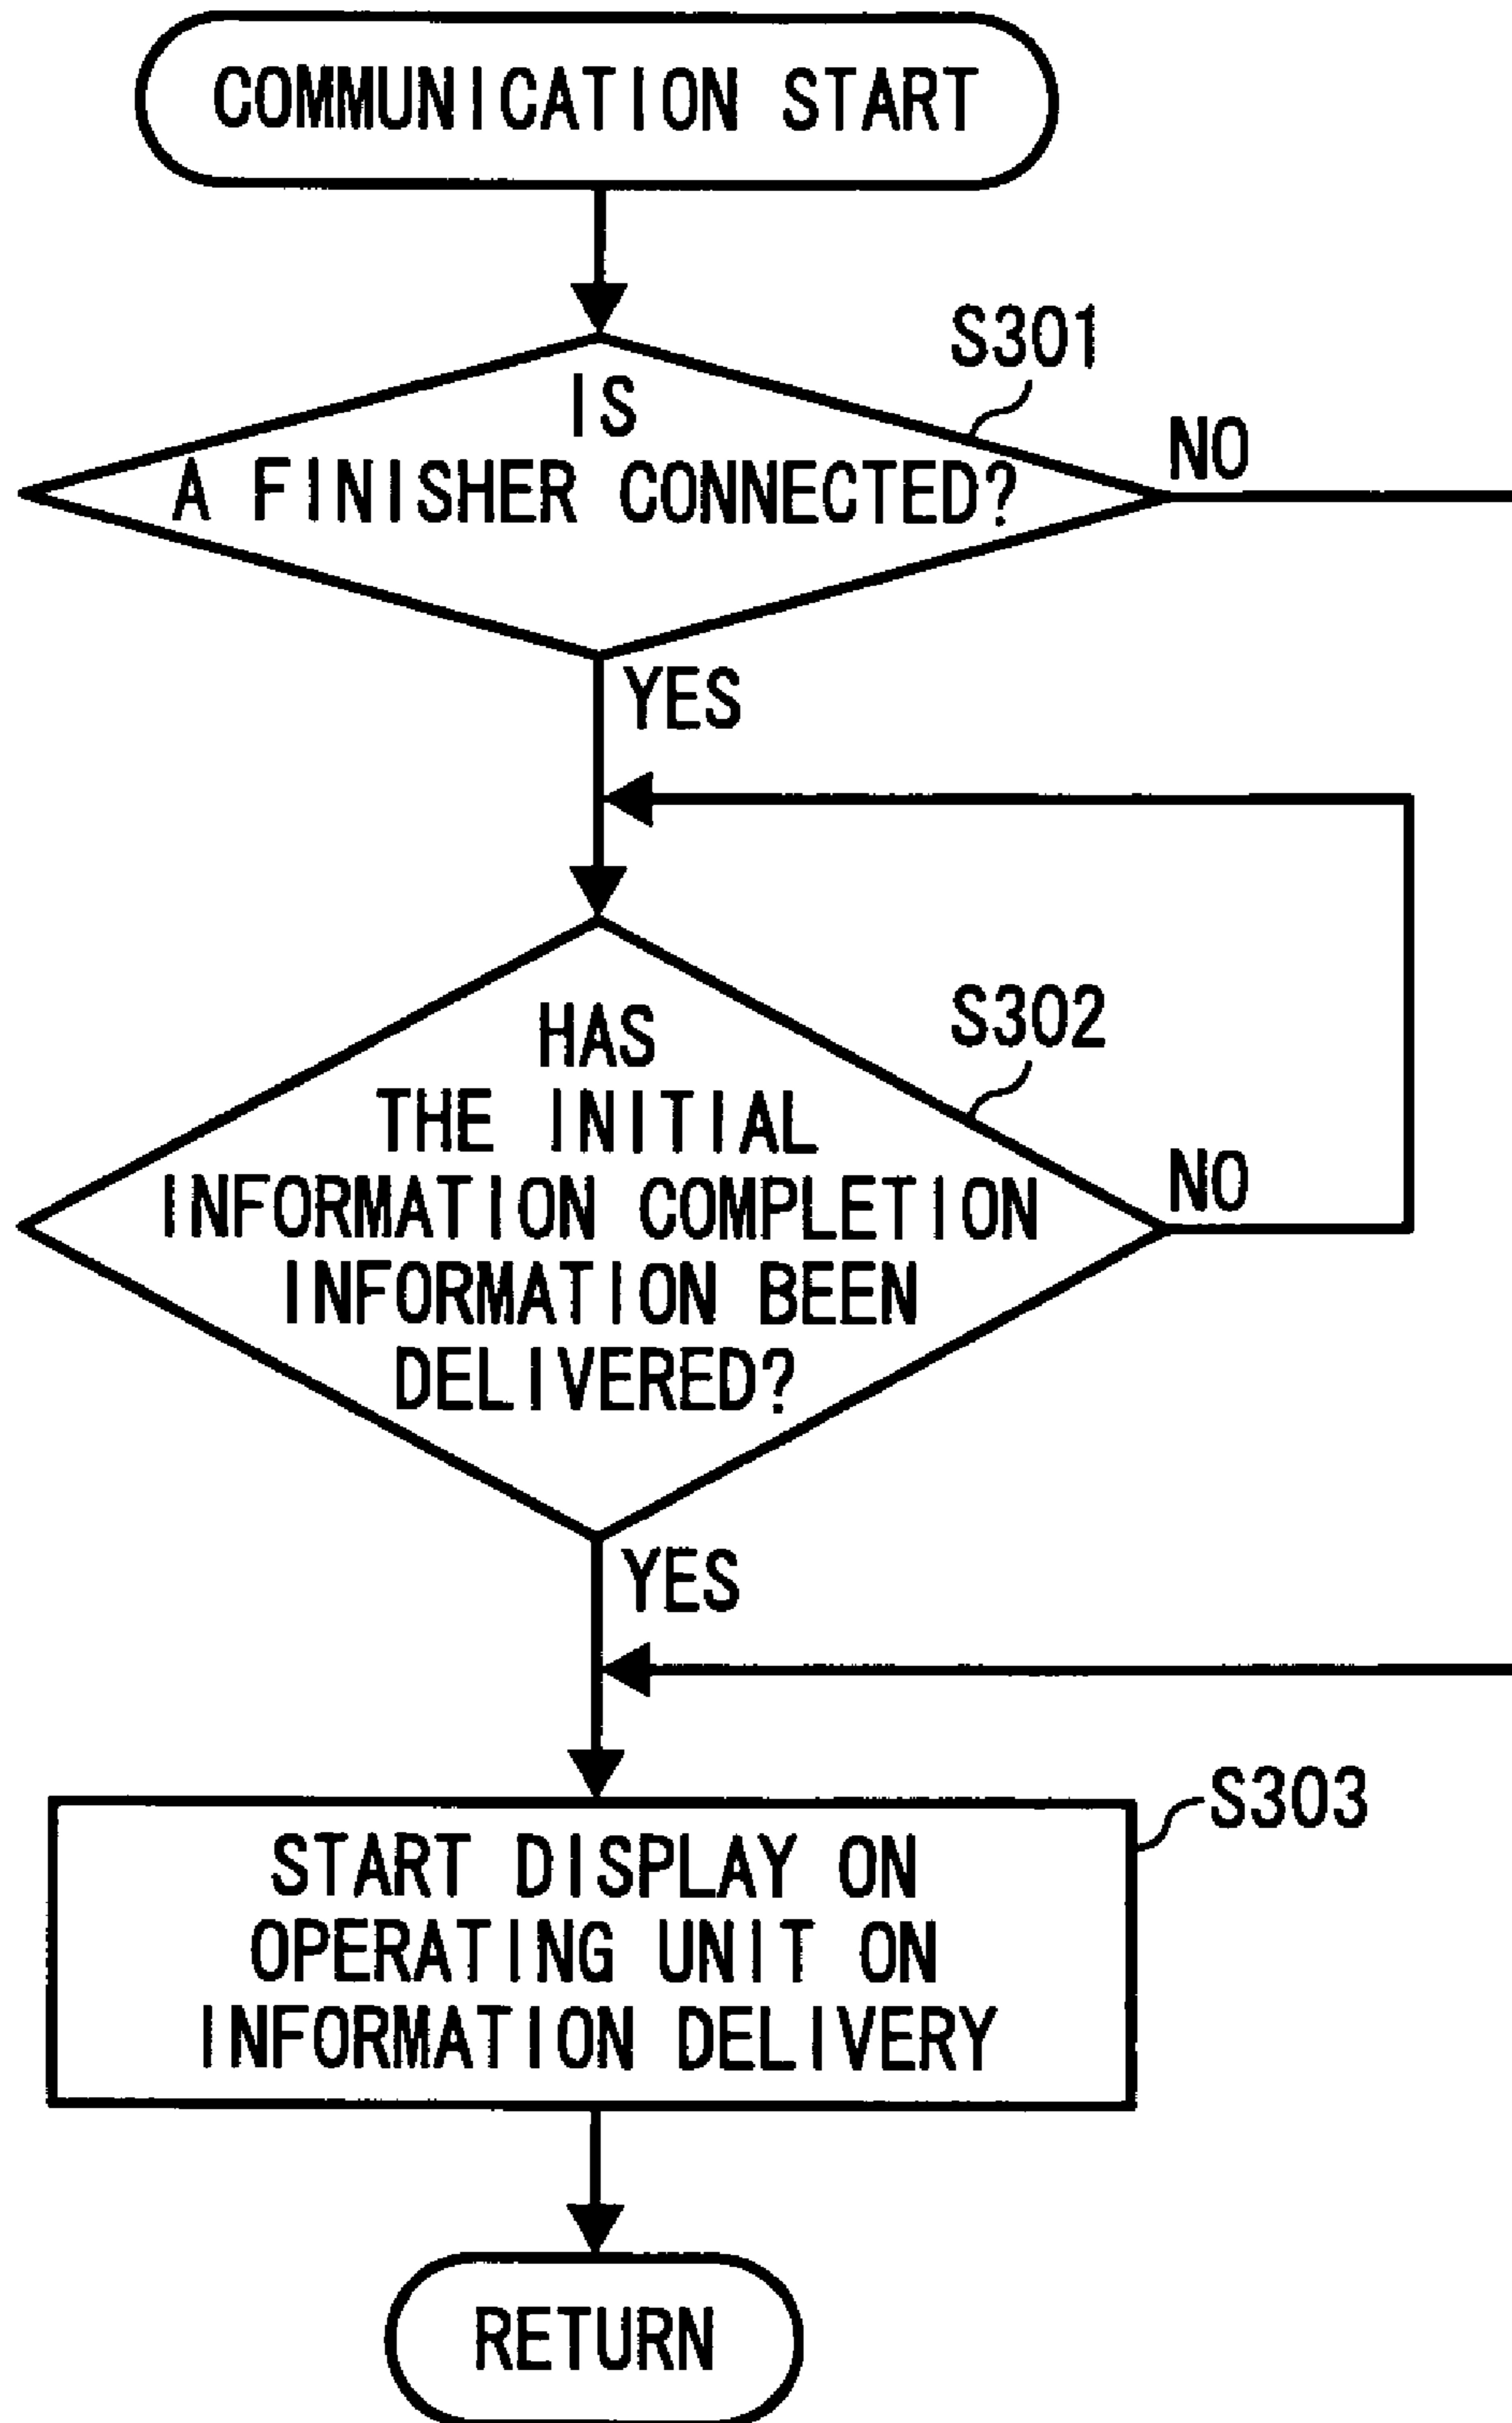 COMMUNICATION START
S301
IS
A FINISHER CONNECTED?
NO
YES
S302
HAS
THE INITIAL
INFORMATION COMPLETION
INFORMATION BEEN
DELIVERED?
NO
YES
S303
START DISPLAY ON
OPERATING UNIT ON
INFORMATION DELIVERY
RETURN